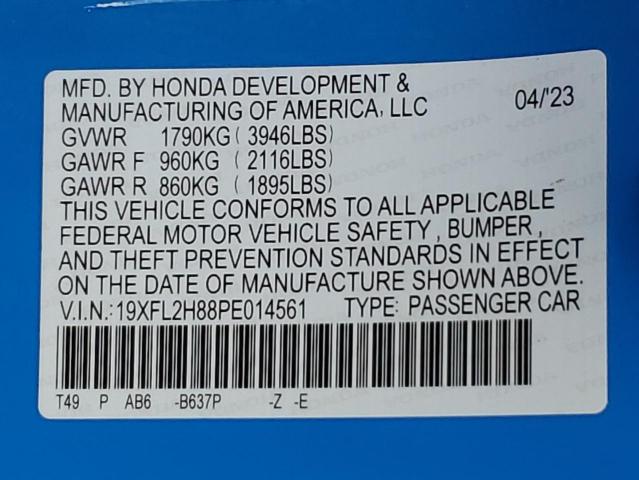 MFD. BY HONDA DEVELOPMENT &
MANUFACTURING OF AMERICA, LLC 04/'23
GVWR 1790KG ( 3946LBS)
GAWR F 960KG ( 2116LBS)
GAWR R 860KG ( 1895LBS)
THIS VEHICLE CONFORMS TO ALL APPLICABLE
FEDERAL MOTOR VEHICLE SAFETY , BUMPER ,
AND THEFT PREVENTION STANDARDS IN EFFECT
ON THE DATE OF MANUFACTURE SHOWN ABOVE.
V.I.N.:19XFL2H88PE014561 TYPE: PASSENGER CAR
T49 P AB6 -B637P -Z -E